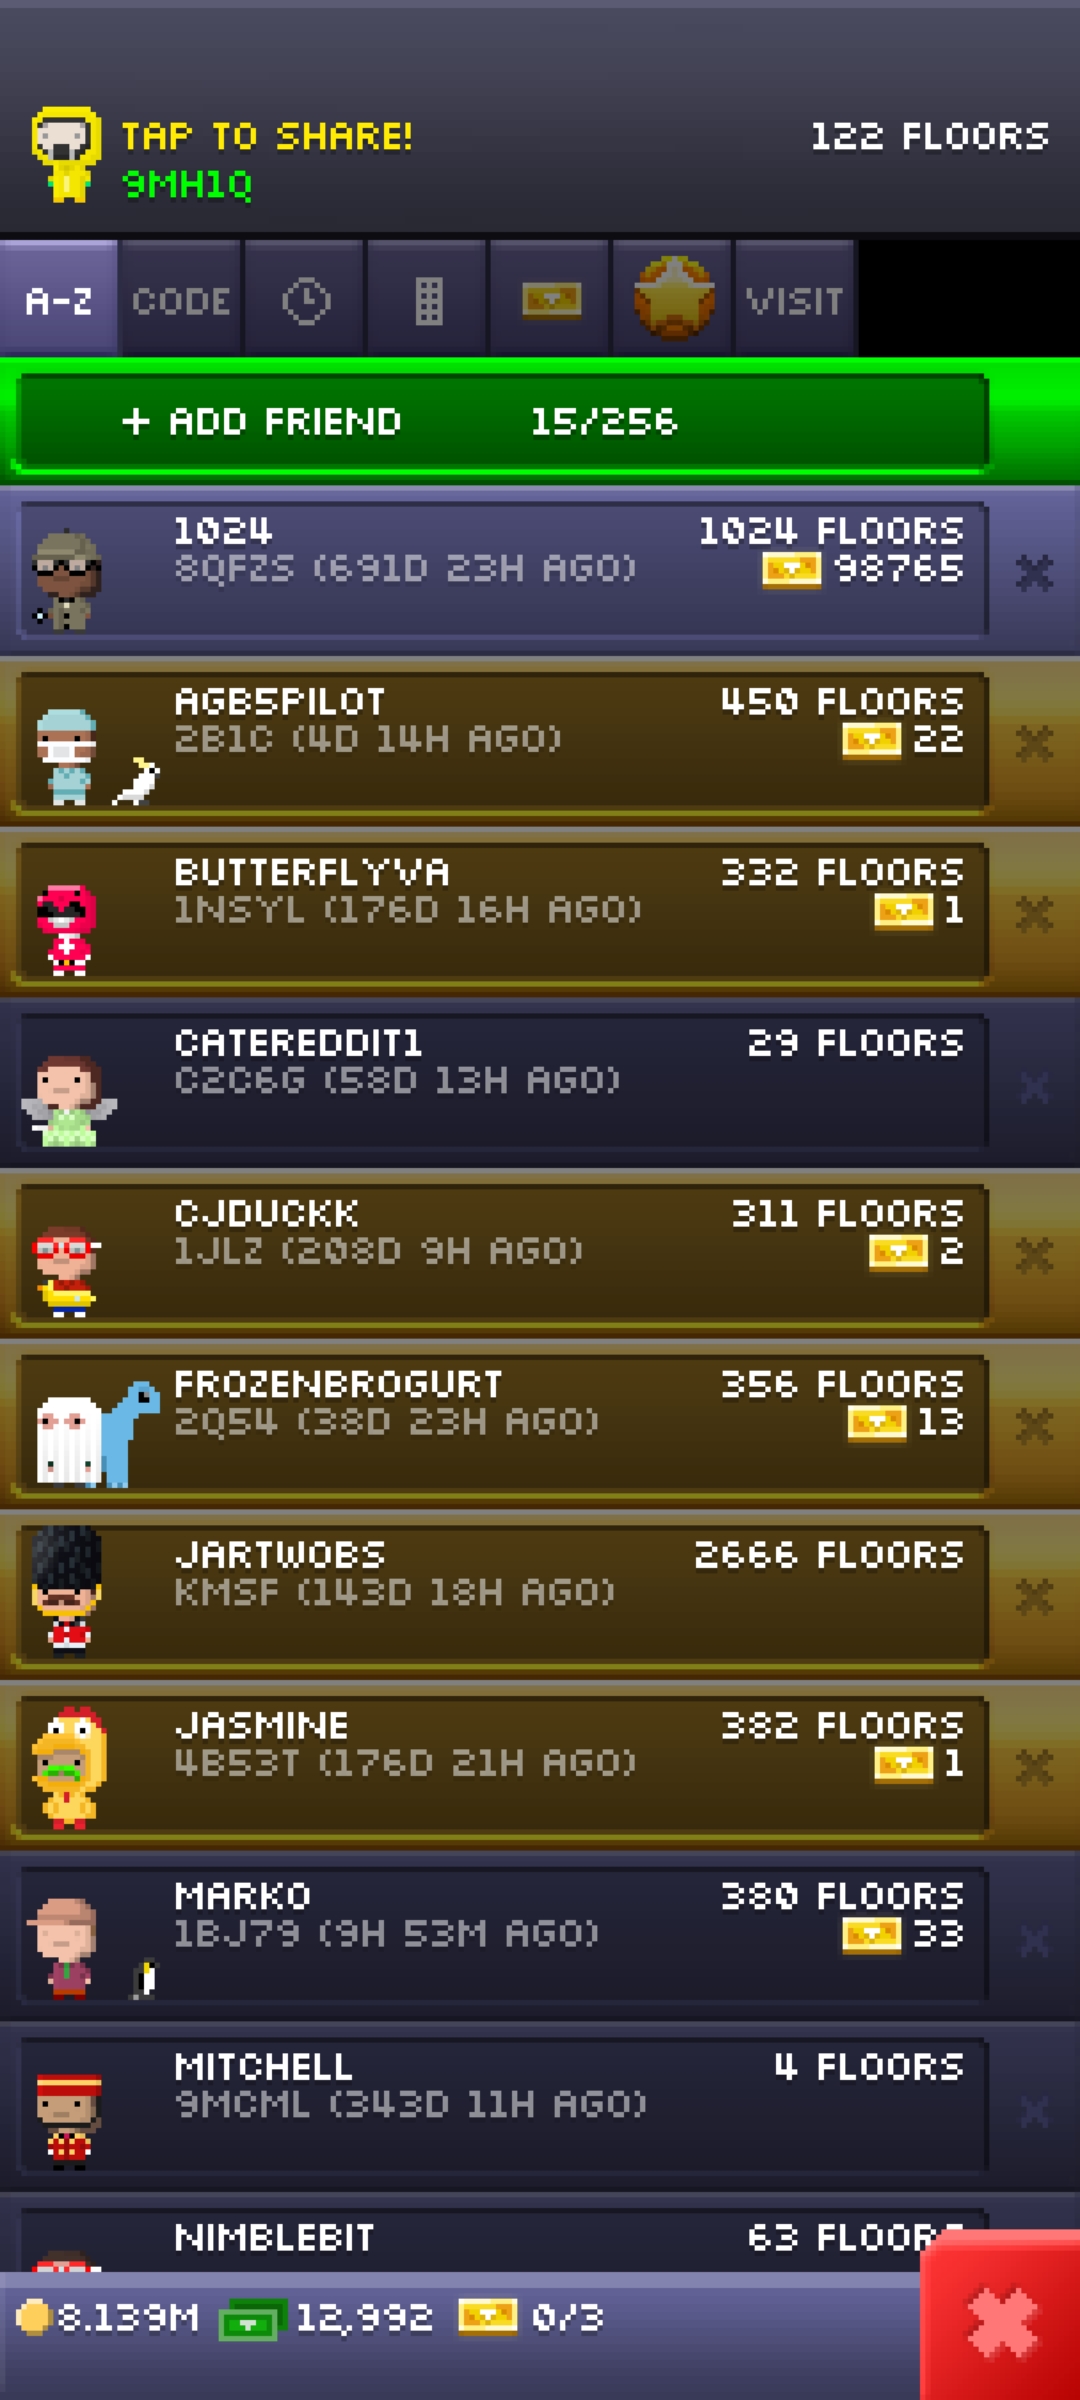 TAP TO SHARE!
122 FLOORS
9MH1Q
A-Z CODE VISIT
+ ADD FRIEND 15/256
1024 1024 FLOORS
8QFZS (691D 23H AGO) 98765
AGB5PILOT 450 FLOORS
2B1C (4D 14H AGO) 22
BUTTERFLYVA 332 FLOORS
1NSYL (176D 16H AGO) 1
CATEREDDIT1 29 FLOORS
C2C6G (58D 13H AGO)
CJDUCKK 311 FLOORS
1JLZ (208D 9H AGO) 2
FROZENBROGURT 356 FLOORS
2Q54 (38D 23H AGO) 13
JARTWOBS 2666 FLOORS
KMSF (143D 18H AGO)
JASMINE 382 FLOORS
4B53T (176D 21H AGO) 1
MARKO 380 FLOORS
1BJ79 (9H 53M AGO) 33
MITCHELL 4 FLOORS
9MCML (343D 11H AGO)
NIMBLEBIT 63 FLOORS
8.139M 12,992 0/3